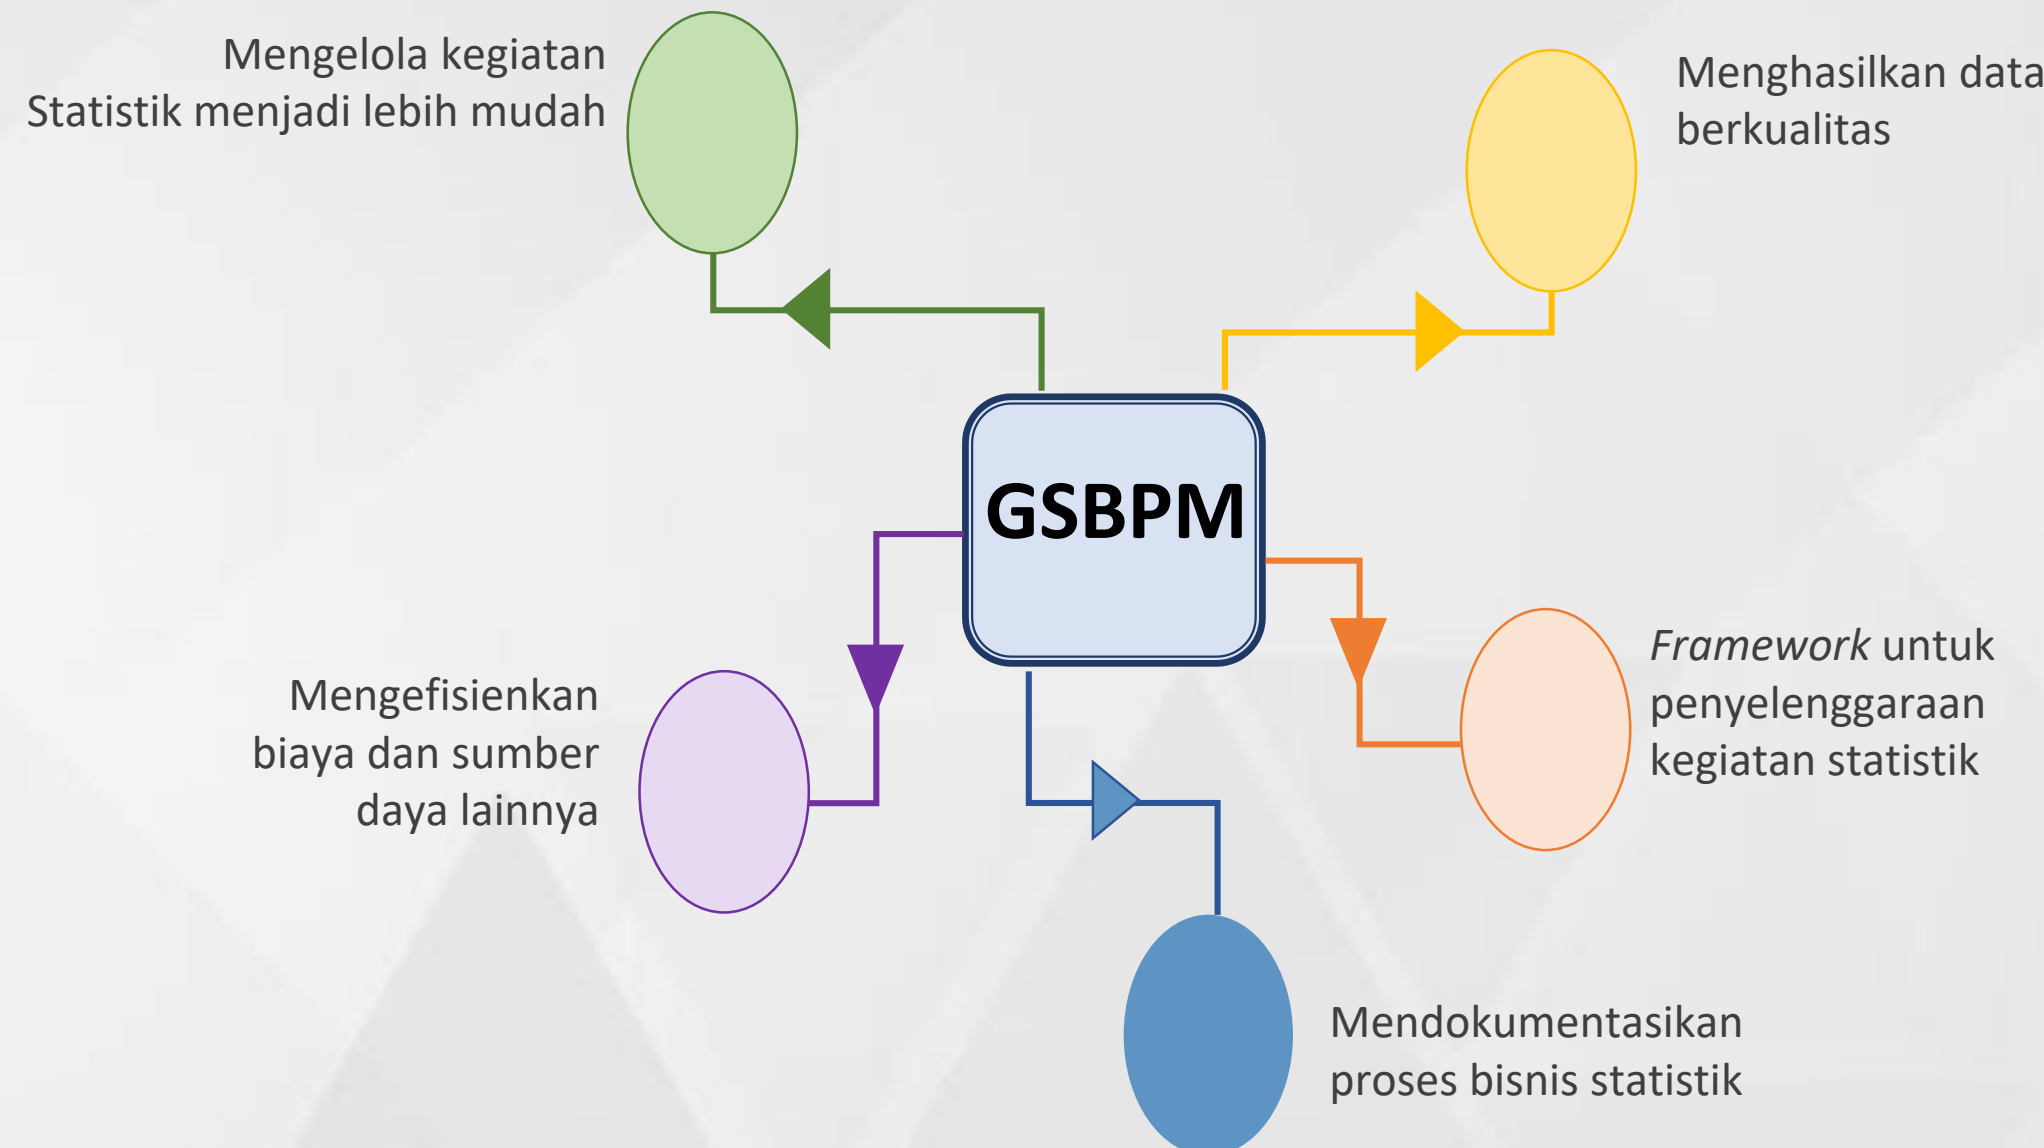 Mengelola kegiatan
Statistik menjadi lebih mudah
Menghasilkan data
berkualitas
GSBPM
Mengefisienkan
biaya dan sumber
daya lainnya
Framework untuk
penyelenggaraan
kegiatan statistik
Mendokumentasikan
proses bisnis statistik